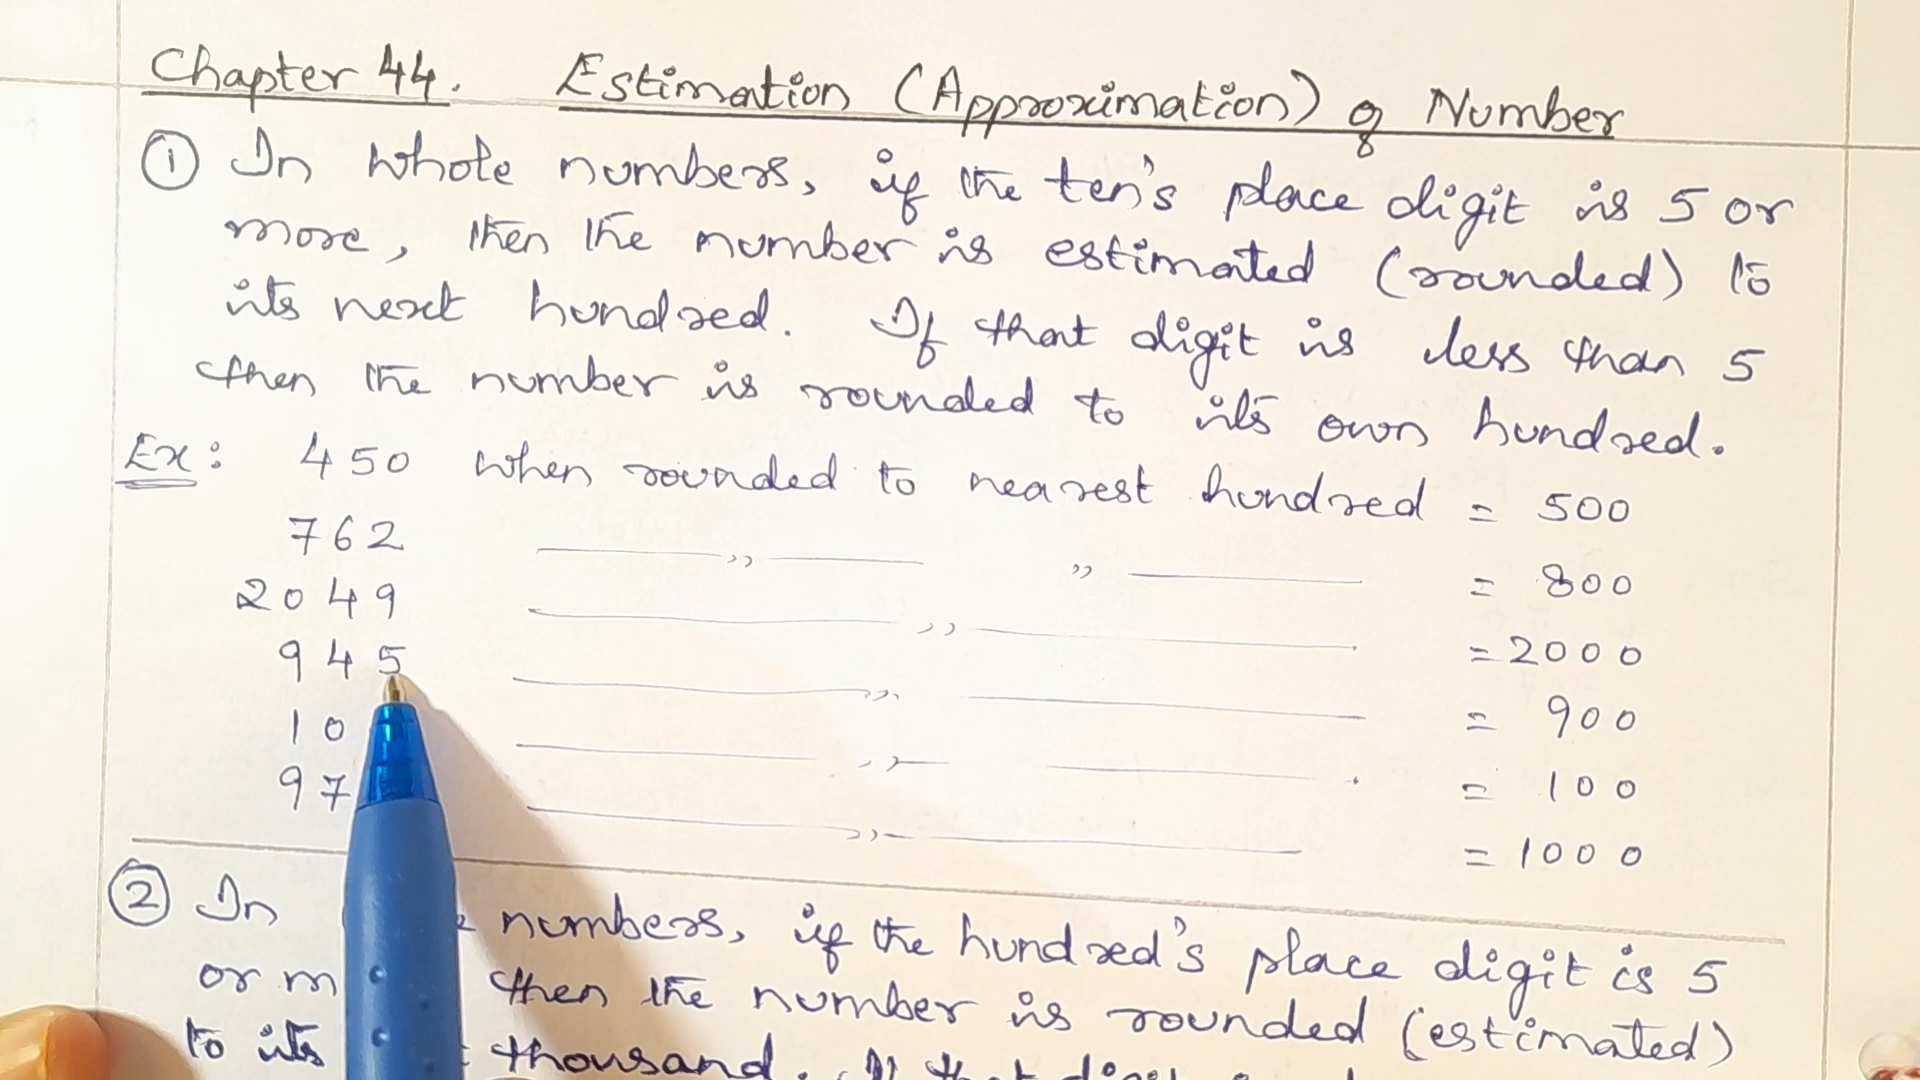 Chapter 44. Estimation (Approximation) of Number
① In whole numbers, if the ten's place digit is 5 or
more, then the number is estimated (rounded) to
its next hundred. If that digit is less than 5
then the number is rounded to its own hundred.
Ex: 450 when rounded to nearest hundred = 500
762 —— ,, —— ,, —— = 800
2049 —— ,, —— = 2000
945 —— ,, —— = 900
10 —— ,, —— = 100
97 —— ,, —— = 1000
② In numbers, if the hundred's place digit is 5
or then the number is rounded (estimated)
to its thousand. If that digit